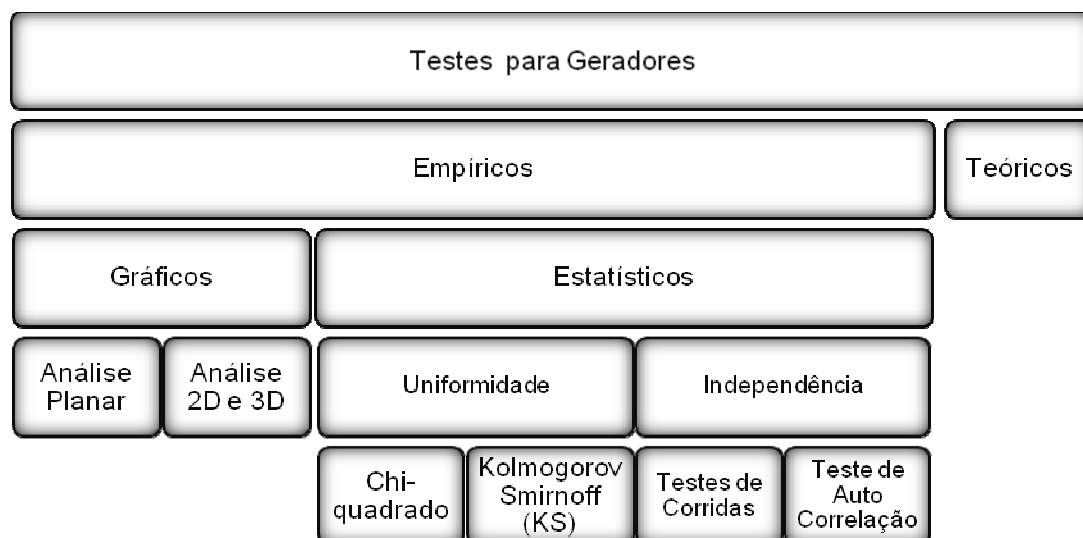 Testes para Geradores
Empíricos
Teóricos
Gráficos
Estatísticos
Análise
Planar
Análise
2D e 3D
Uniformidade
Independência
Chi-
quadrado
Kolmogorov
Smirnoff
(KS)
Testes de
Corridas
Teste de
Auto
Correlação